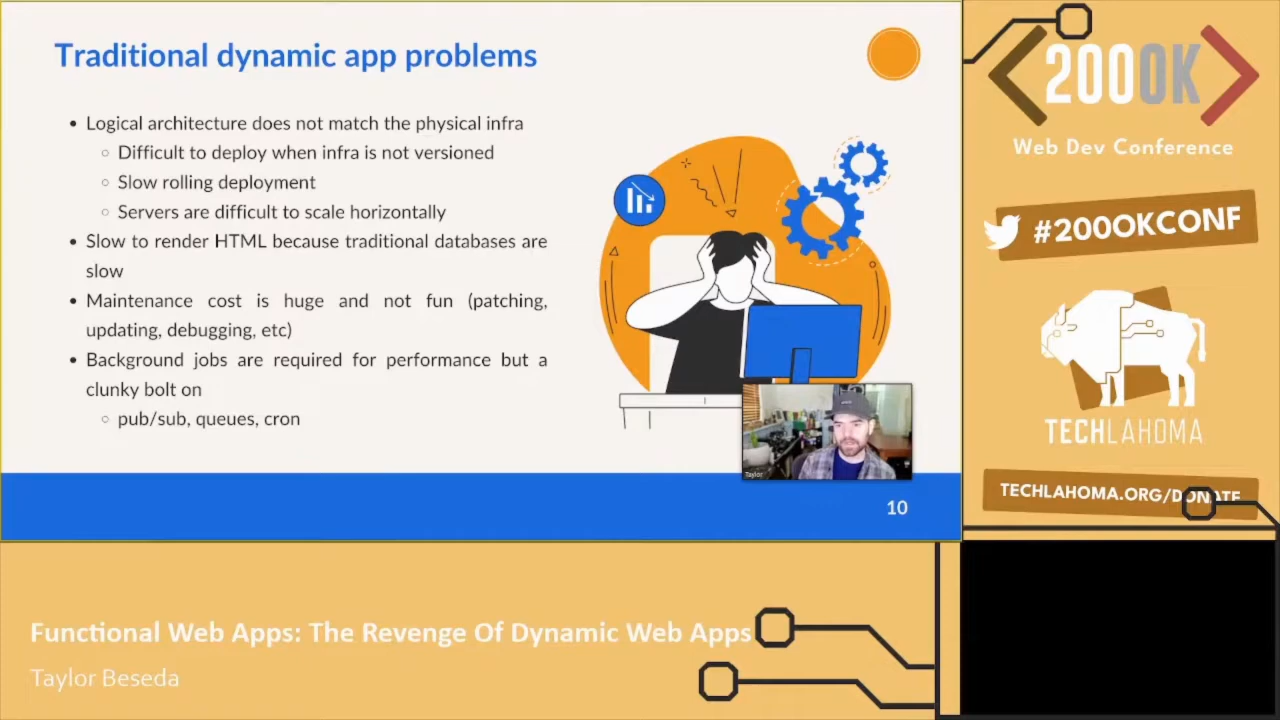 Traditional dynamic app problems
• Logical architecture does not match the physical infra
○ Difficult to deploy when infra is not versioned
○ Slow rolling deployment
○ Servers are difficult to scale horizontally
• Slow to render HTML because traditional databases are
slow
• Maintenance cost is huge and not fun (patching,
updating, debugging, etc)
• Background jobs are required for performance but a
clunky bolt on
○ pub/sub, queues, cron
Taylor
10
200OK
Web Dev Conference
#200OKCONF
TECHLAHOMA
TECHLAHOMA.ORG/DONATE
Functional Web Apps: The Revenge Of Dynamic Web Apps
Taylor Beseda